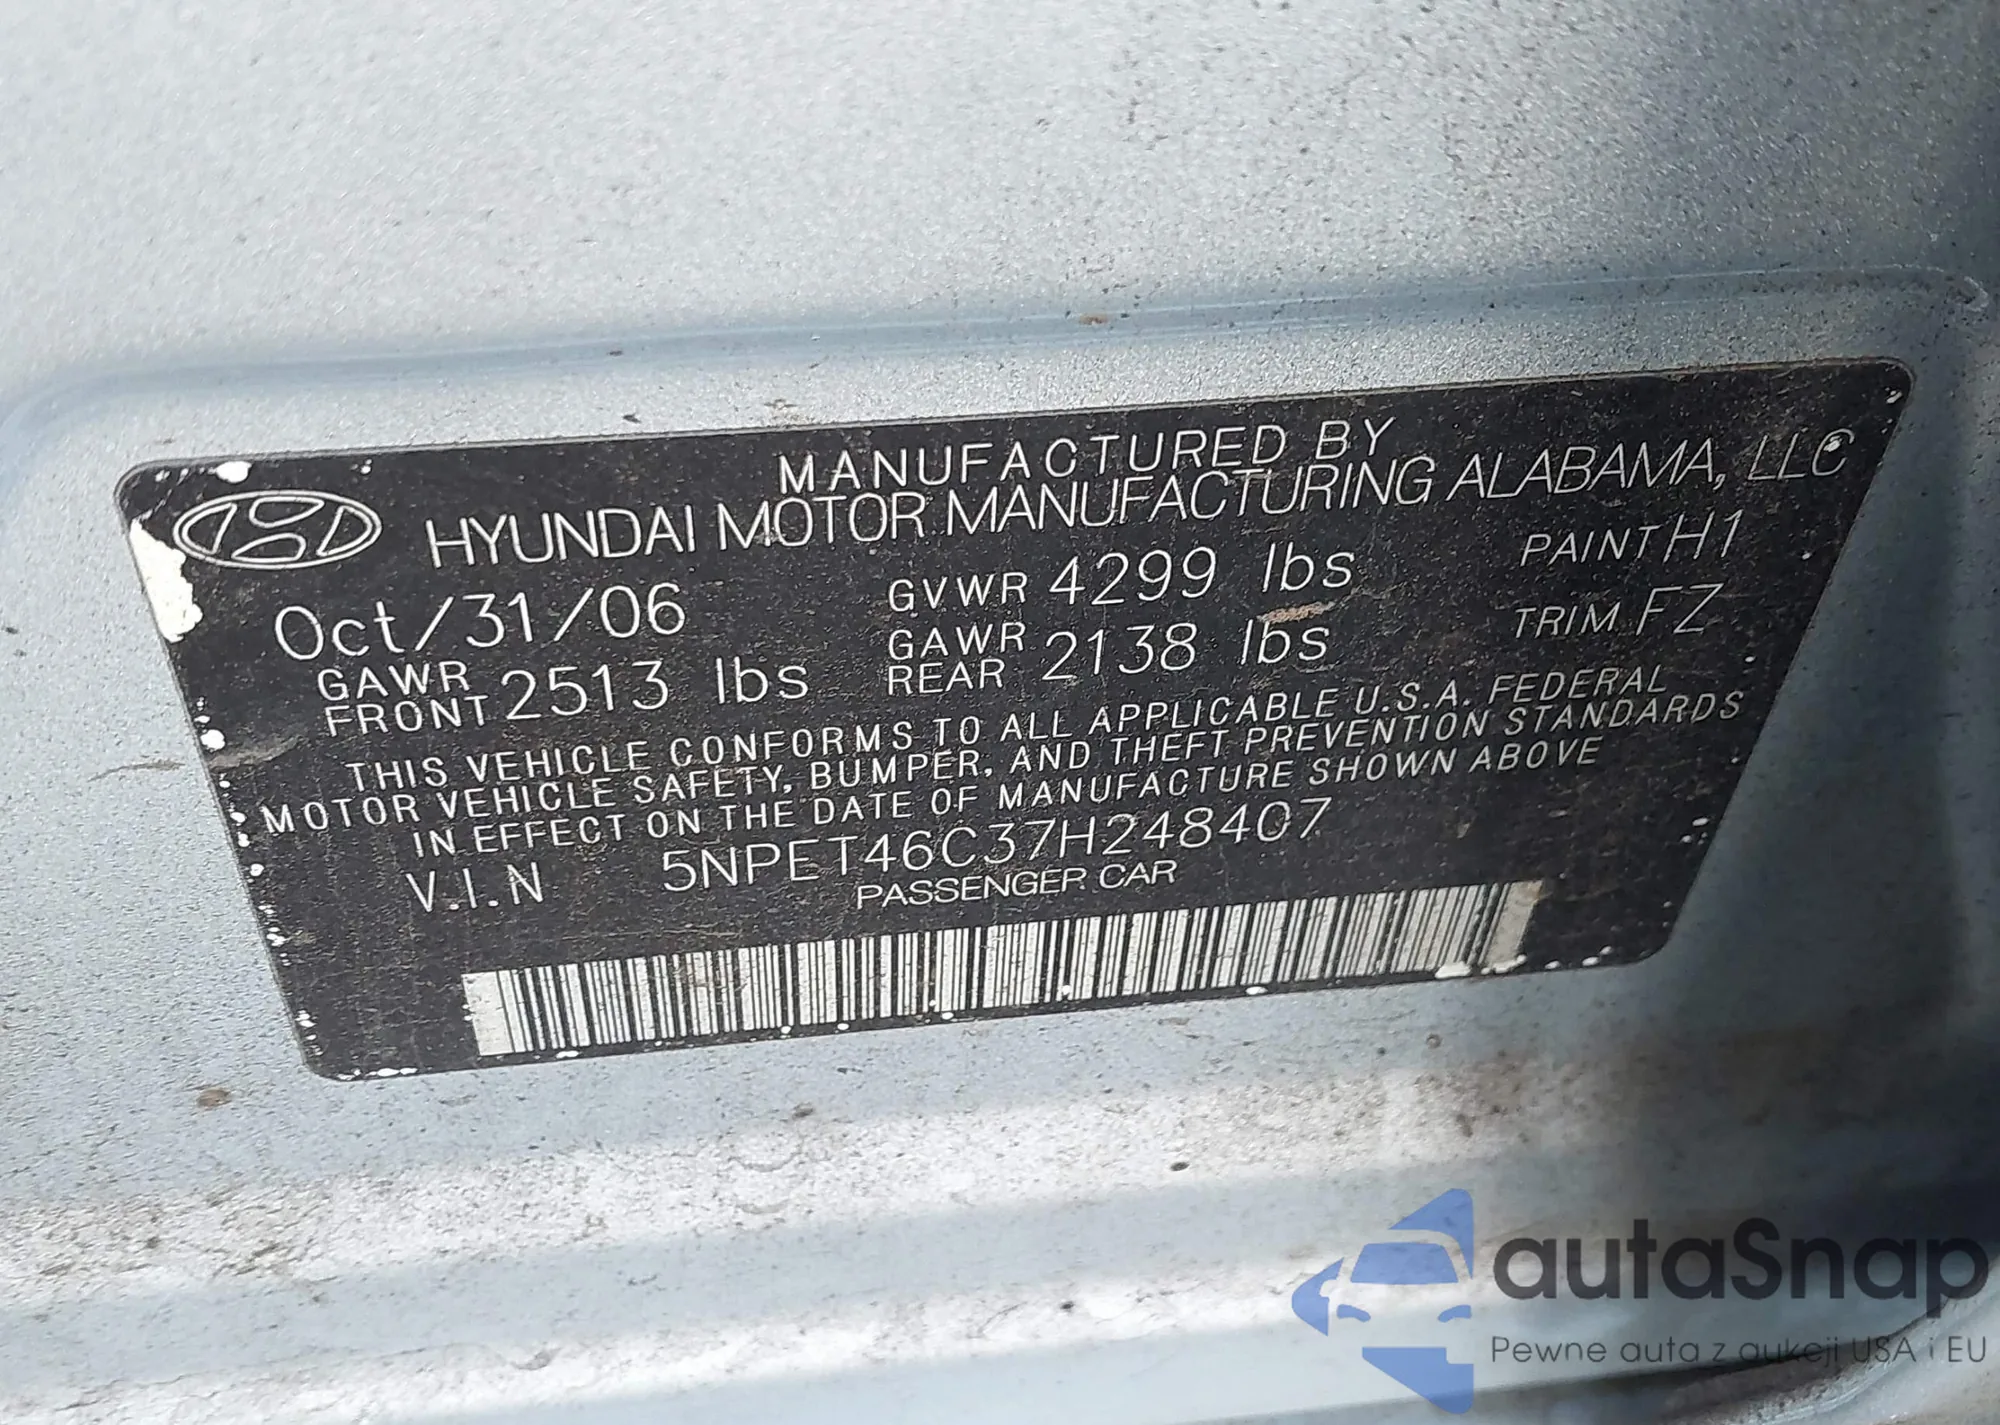 MANUFACTURED BY
HYUNDAI MOTOR MANUFACTURING ALABAMA, LLC
Oct/31/06 GVWR 4299 lbs PAINT H1
GAWR FRONT 2513 lbs GAWR REAR 2138 lbs TRIM FZ
THIS VEHICLE CONFORMS TO ALL APPLICABLE U.S.A. FEDERAL
MOTOR VEHICLE SAFETY, BUMPER, AND THEFT PREVENTION STANDARDS
IN EFFECT ON THE DATE OF MANUFACTURE SHOWN ABOVE
V.I.N 5NPET46C37H248407
PASSENGER CAR
autaSnap
Pewne auta z aukcji USA i EU